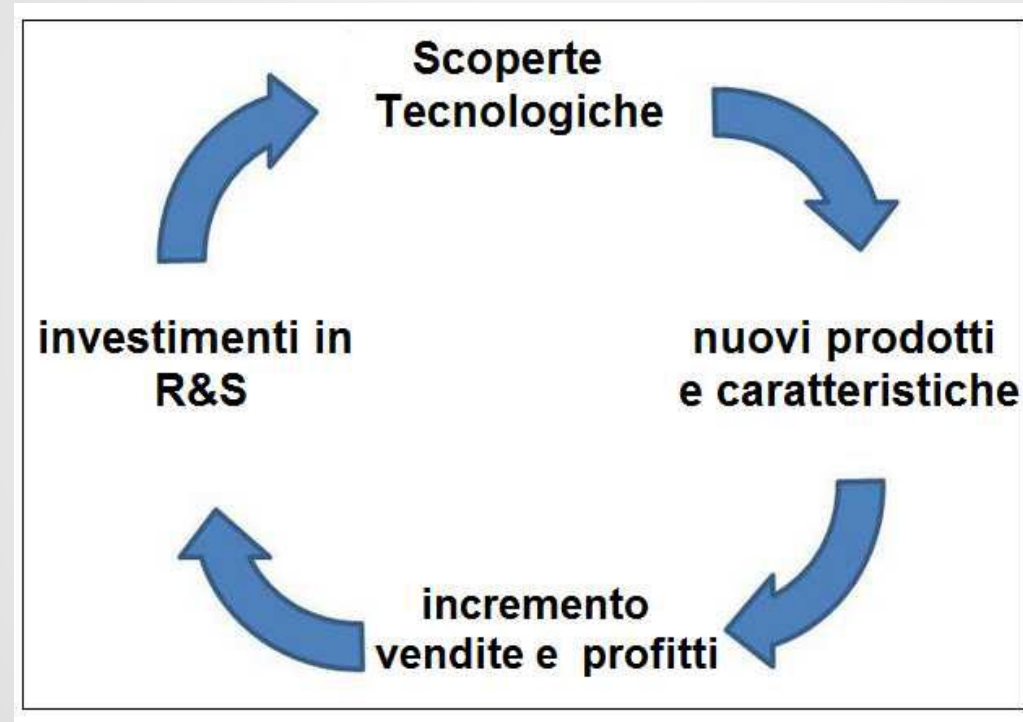 Scoperte
Tecnologiche
nuovi prodotti
e caratteristiche
incremento
vendite e profitti
investimenti in
R&S